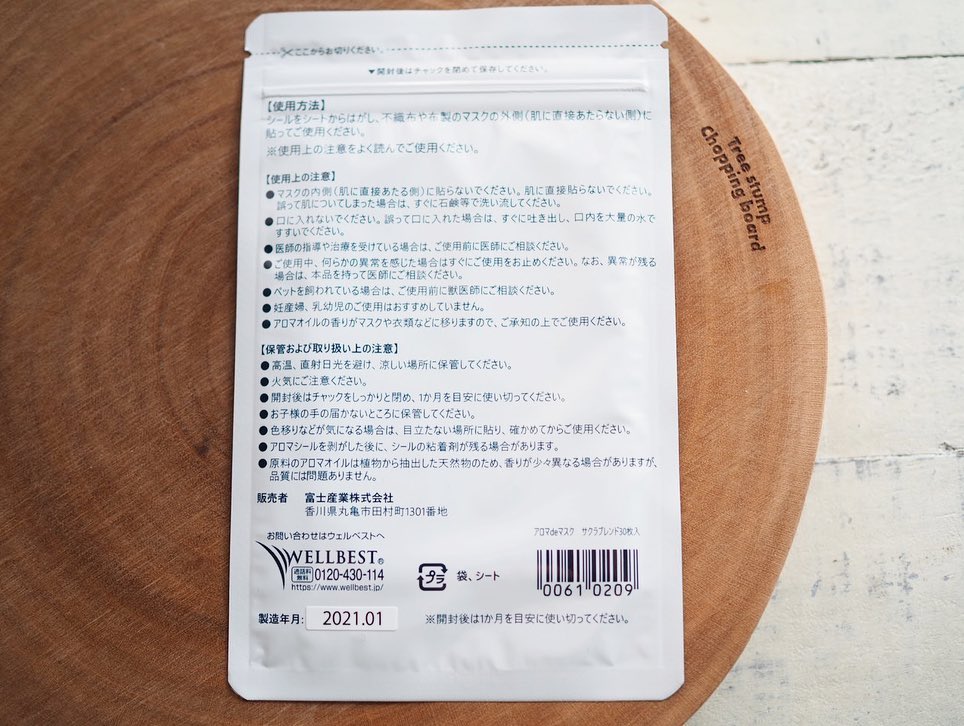 ここからお切りください。
▼開封後はチャックを閉めて保存してください。
【使用方法】
シールをシートからはがし、不織布や布製のマスクの外側(肌に直接あたらない側)に
貼ってご使用ください。
※使用上の注意をよく読んでご使用ください。
【使用上の注意】
●マスクの内側(肌に直接あたる側)に貼らないでください。肌に直接貼らないでください。
誤って肌についてしまった場合は、すぐに石鹸等で洗い流してください。
●口に入れないでください。誤って口に入れた場合は、すぐに吐き出し、口内を大量の水で
すすいでください。
●医師の指導や治療を受けている場合は、ご使用前に医師にご相談ください。
●ご使用中、何らかの異常を感じた場合はすぐにご使用をお止めください。なお、異常が残る
場合は、本品を持って医師にご相談ください。
●ペットを飼われている場合は、ご使用前に獣医師にご相談ください。
●妊産婦、乳幼児のご使用はおすすめしていません。
●アロマオイルの香りがマスクや衣類などに移りますので、ご承知の上でご使用ください。
【保管および取り扱い上の注意】
●高温、直射日光を避け、涼しい場所に保管してください。
●火気にご注意ください。
●開封後はチャックをしっかりと閉め、1か月を目安に使い切ってください。
●お子様の手の届かないところに保管してください。
●色移りなどが気になる場合は、目立たない場所に貼り、確かめてからご使用ください。
●アロマシールを剥がした後に、シールの粘着剤が残る場合があります。
●原料のアロマオイルは植物から抽出した天然物のため、香りが少々異なる場合がありますが、
品質には問題ありません。
販売者 富士産業株式会社
香川県丸亀市田村町1301番地
お問い合わせはウェルベストへ
WELLBEST®
通話料無料 0120-430-114
https://www.wellbest.jp/
プラ 袋、シート
アロマdeマスク サクラブレンド30枚入
0061 0209
製造年月: 2021.01
※開封後は1か月を目安に使い切ってください。
Tree stump
Chopping board